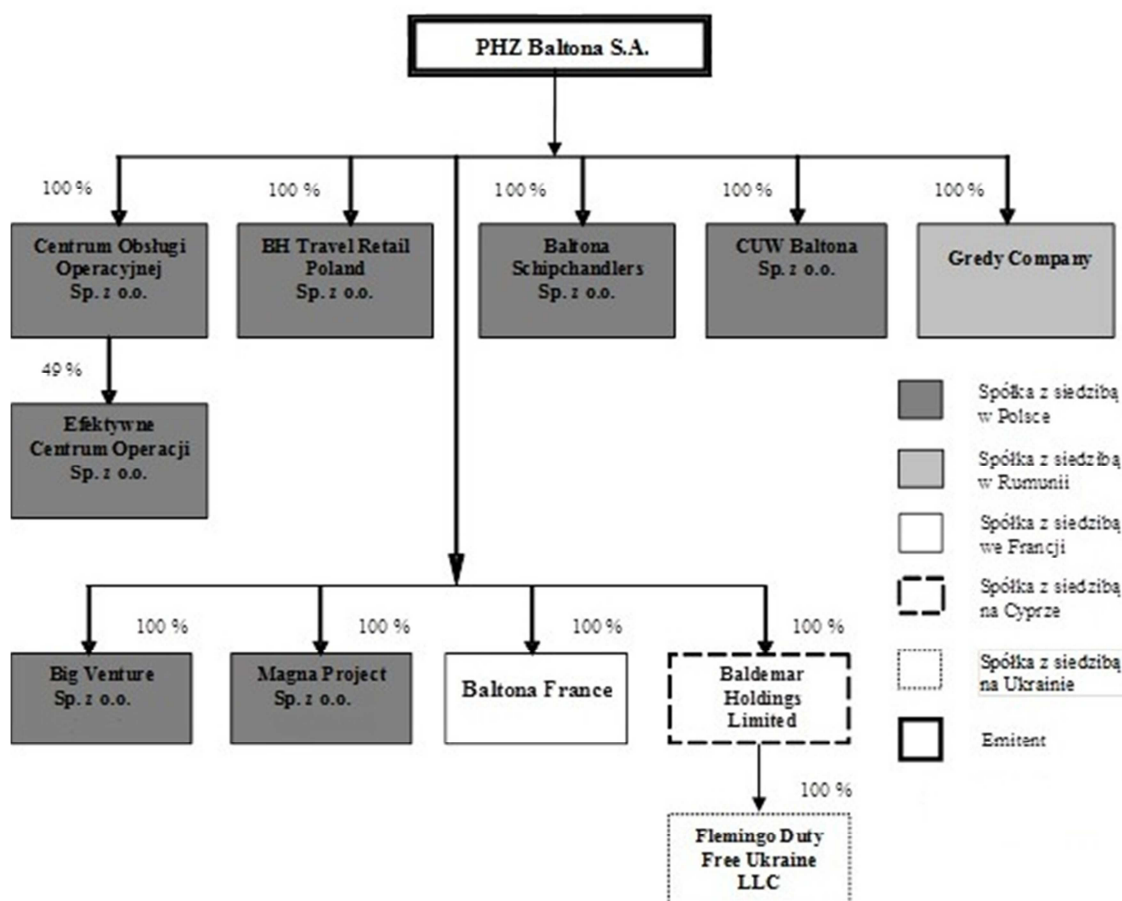 PHZ Baltona S.A.
100 %
100 %
100 %
100 %
100 %
Centrum Obsługi
Operacyjnej
Sp. z o.o.
BH Travel Retail
Poland
Sp. z o.o.
Baltona
Schipchandlers
Sp. z o.o.
CUW Baltona
Sp. z o.o.
Gredy Company
49 %
Efektywne
Centrum Operacji
Sp. z o.o.
Spółka z siedzibą
w Polsce
Spółka z siedzibą
w Rumunii
Spółka z siedzibą
we Francji
Spółka z siedzibą
na Cyprze
Spółka z siedzibą
na Ukrainie
Emitent
100 %
100 %
100 %
100 %
Big Venture
Sp. z o.o.
Magna Project
Sp. z o.o.
Baltona France
Baldemar
Holdings
Limited
100 %
Flemingo Duty
Free Ukraine
LLC